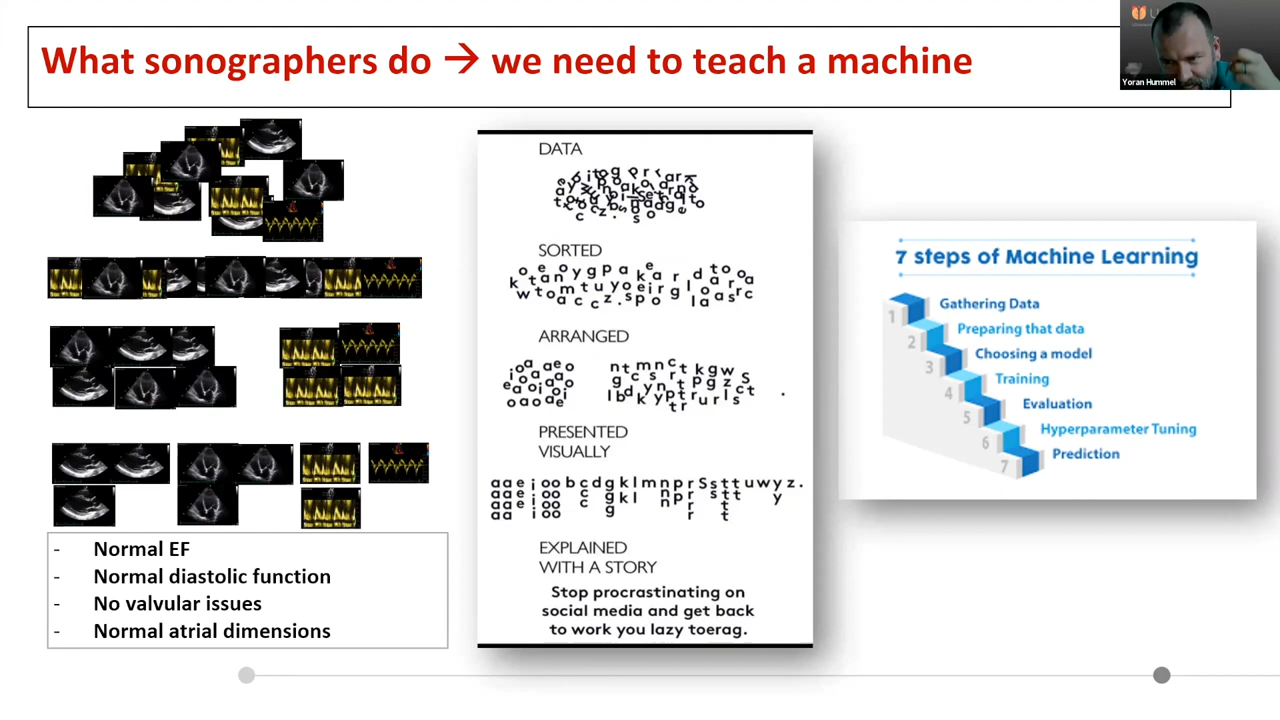 What sonographers do → we need to teach a machine
Yoran Hummel
- Normal EF
- Normal diastolic function
- No valvular issues
- Normal atrial dimensions
DATA
SORTED
ARRANGED
PRESENTED
VISUALLY
aaeioobcdgklmnprSsttuwyz.
EXPLAINED
WITH A STORY
Stop procrastinating on
social media and get back
to work you lazy toerag.
7 steps of Machine Learning
1 Gathering Data
2 Preparing that data
3 Choosing a model
4 Training
5 Evaluation
6 Hyperparameter Tuning
7 Prediction